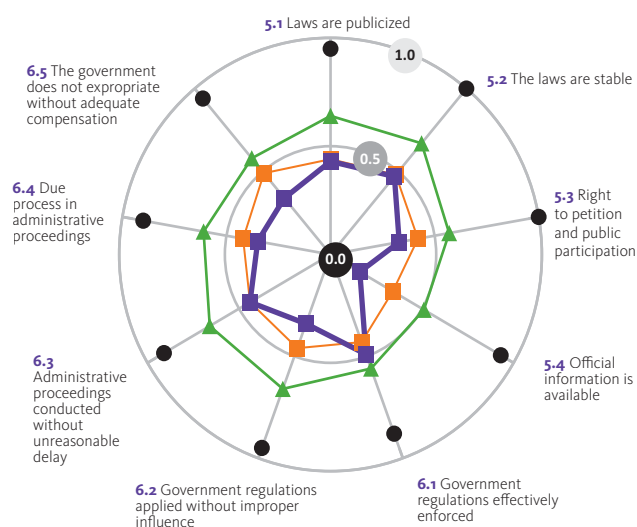 5.1 Laws are publicized
1.0
5.2 The laws are stable
6.5 The government
does not expropriate
without adequate
compensation
0.5
5.3 Right
to petition
and public
participation
6.4 Due
process in
administrative
proceedings
0.0
5.4 Official
information is
available
6.3
Administrative
proceedings
conducted
without
unreasonable
delay
6.1 Government
regulations effectively
enforced
6.2 Government regulations
applied without improper
influence